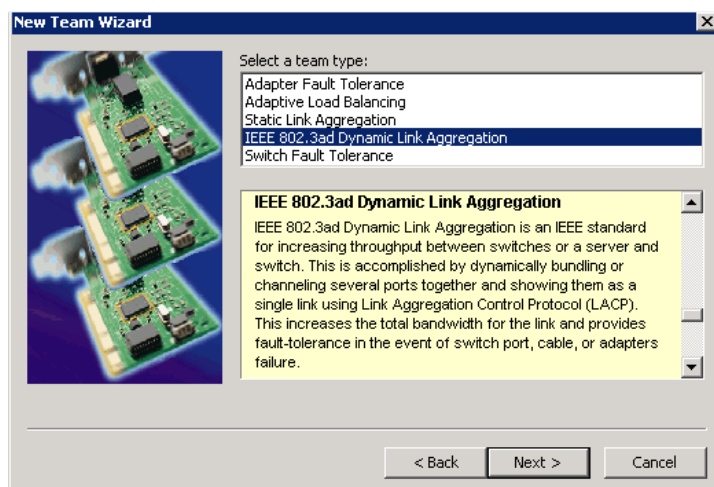 New Team Wizard
Select a team type:
Adapter Fault Tolerance
Adaptive Load Balancing
Static Link Aggregation
IEEE 802.3ad Dynamic Link Aggregation
Switch Fault Tolerance
IEEE 802.3ad Dynamic Link Aggregation
IEEE 802.3ad Dynamic Link Aggregation is an IEEE standard
for increasing throughput between switches or a server and
switch. This is accomplished by dynamically bundling or
channeling several ports together and showing them as a
single link using Link Aggregation Control Protocol (LACP).
This increases the total bandwidth for the link and provides
fault-tolerance in the event of switch port, cable, or adapters
failure.
< Back
Next >
Cancel